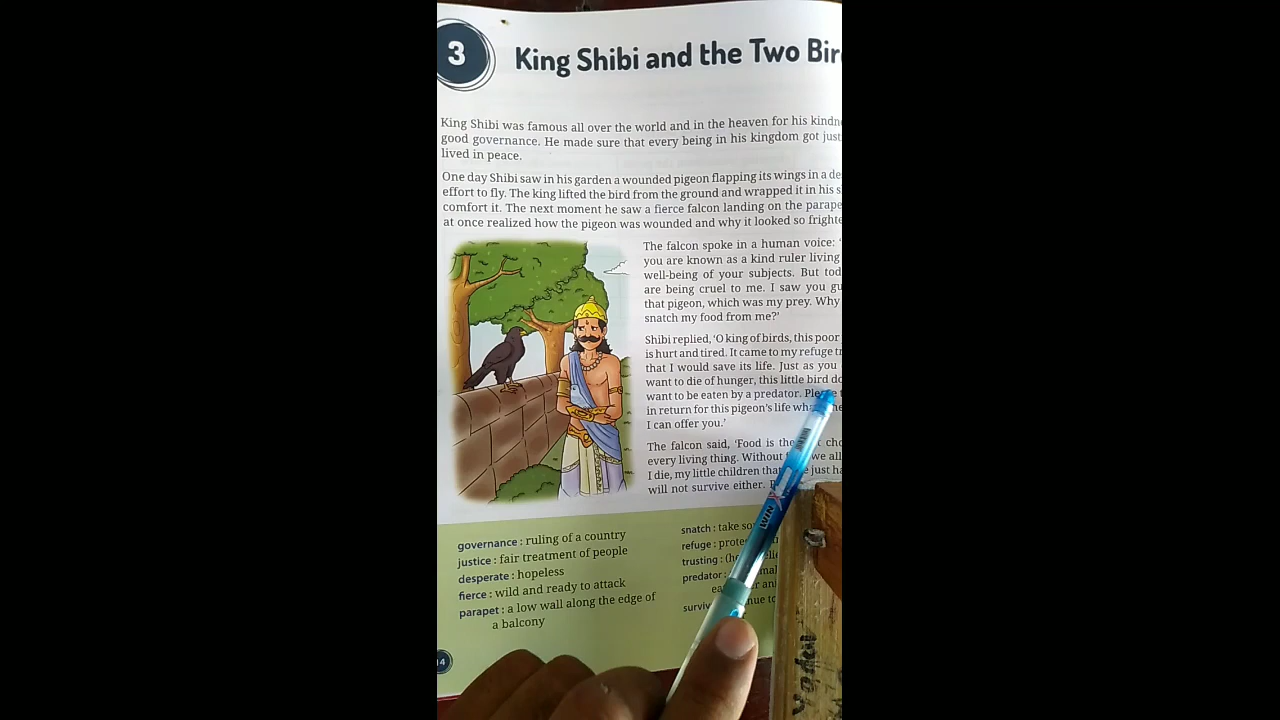 3
King Shibi and the Two
King Shibi was famous all over the world and in the heaven for his
good governance. He made sure that every being in his kingdom got
lived in peace.
One day Shibi saw in his garden a wounded pigeon flapping its wings in a
effort to fly. The king lifted the bird from the ground and wrapped it in his
comfort it. The next moment he saw a fierce falcon landing on the
at once realized how the pigeon was wounded and why it looked so
The falcon spoke in a human voice: '
you are known as a kind ruler living
well-being of your subjects. But
are being cruel to me. I saw you
that pigeon, which was my prey. Why
snatch my food from me?'
Shibi replied, 'O king of birds, this poor
is hurt and tired. It came to my refuge
that I would save its life. Just as you
want to die of hunger, this little bird
want to be eaten by a predator.
in return for this pigeon's life
I can offer you.'
The falcon said, 'Food is the
every living thing. Without we all
I die, my little children that just
will not survive either.
governance : ruling of a country
justice : fair treatment of people
desperate : hopeless
fierce : wild and ready to attack
parapet : a low wall along the edge of
a balcony
snatch : take
refuge :
trusting :
predator :
14
WIN